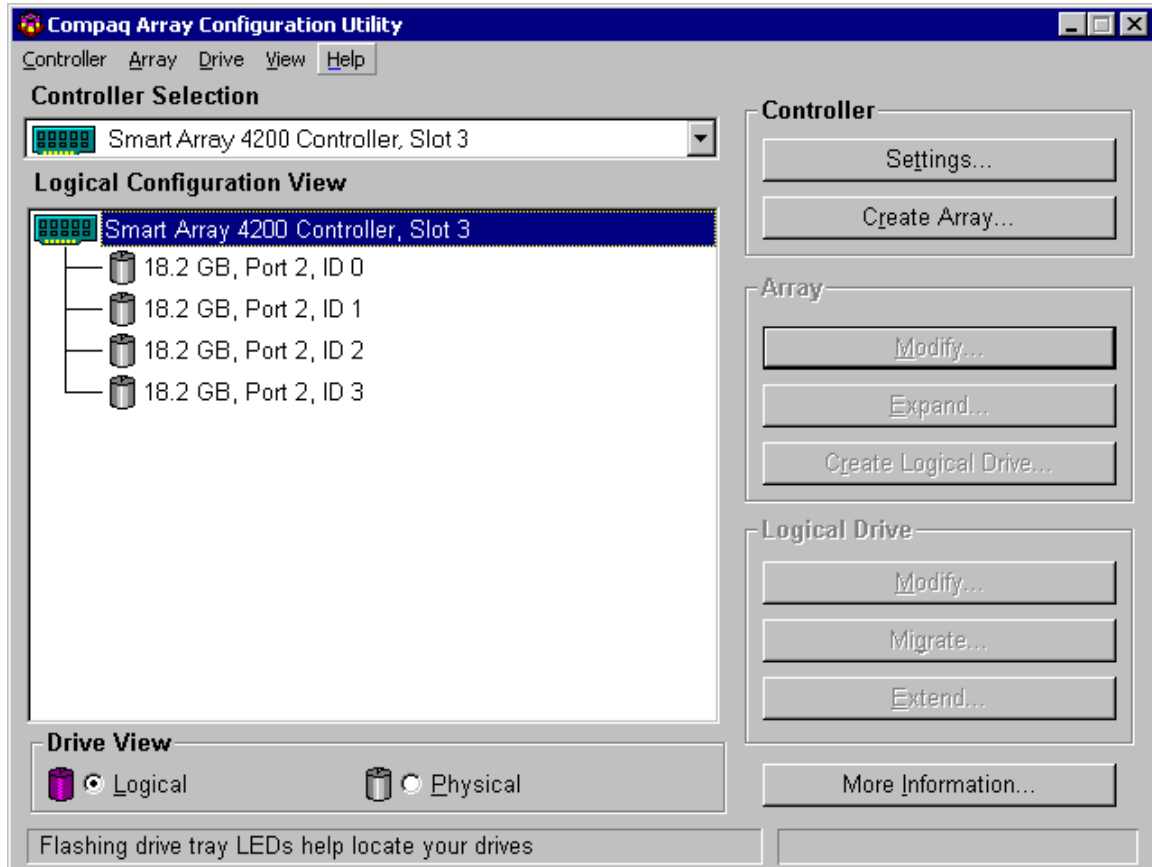 Compaq Array Configuration Utility
Controller Array Drive View Help
Controller Selection
Smart Array 4200 Controller, Slot 3
Logical Configuration View
Smart Array 4200 Controller, Slot 3
18.2 GB, Port 2, ID 0
18.2 GB, Port 2, ID 1
18.2 GB, Port 2, ID 2
18.2 GB, Port 2, ID 3
Drive View
Logical
Physical
Flashing drive tray LEDs help locate your drives
Controller
Settings...
Create Array...
Array
Modify...
Expand...
Create Logical Drive...
Logical Drive
Modify...
Migrate...
Extend...
More Information...